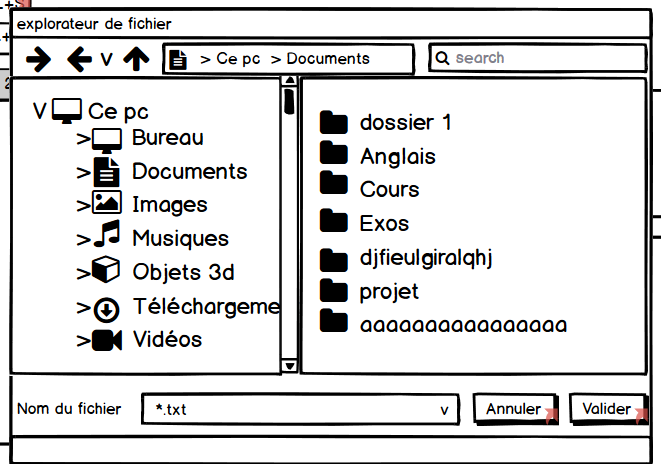 explorateur de fichier
v > Ce pc > Documents search
V Ce pc
> Bureau
> Documents
> Images
> Musiques
> Objets 3d
> Téléchargeme
> Vidéos
dossier 1
Anglais
Cours
Exos
djfieulgiralqhj
projet
aaaaaaaaaaaaaaaa
Nom du fichier *.txt v Annuler Valider